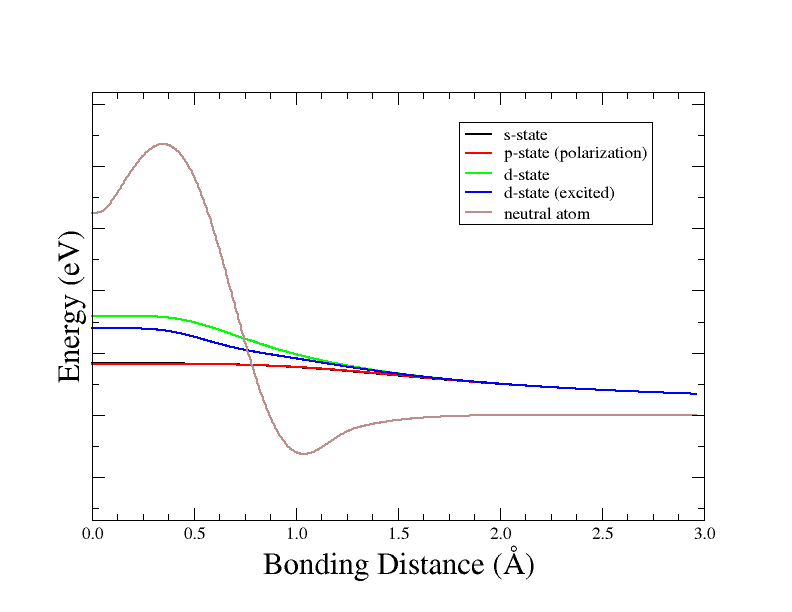 s-state
p-state (polarization)
d-state
d-state (excited)
neutral atom
Energy (eV)
0.0 0.5 1.0 1.5 2.0 2.5 3.0
Bonding Distance (Å)